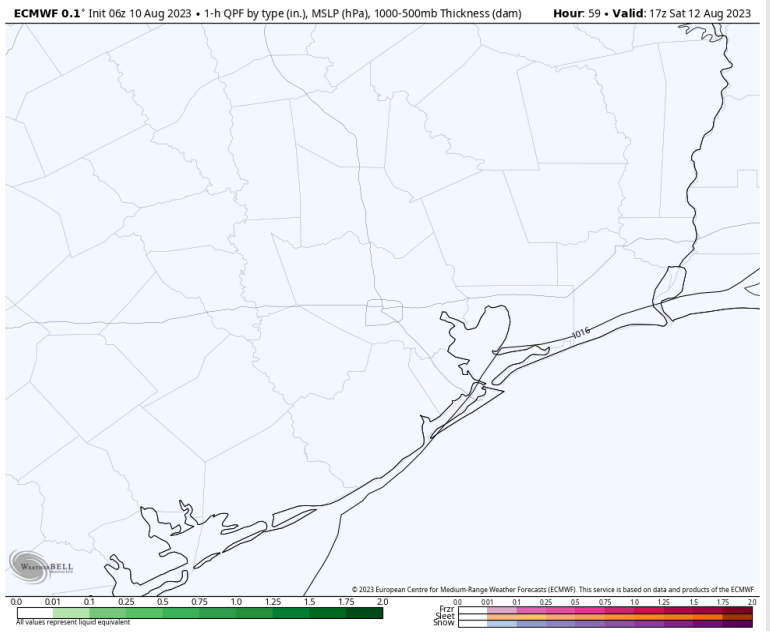 ECMWF 0.1° Init 06z 10 Aug 2023 • 1-h QPF by type (in.), MSLP (hPa), 1000-500mb Thickness (dam) Hour: 59 • Valid: 17z Sat 12 Aug 2023
1016
WEATHERBELL
© 2023 European Centre for Medium-Range Weather Forecasts (ECMWF). This service is based on data and products of the ECMWF.
0.0 0.01 0.1 0.25 0.5 0.75 1.0 1.25 1.5 1.75 2.0
All values represent liquid equivalent
0.0 0.01 0.1 0.25 0.5 0.75 1.0 1.25 1.5 1.75 2.0
Frzr
Sleet
Snow